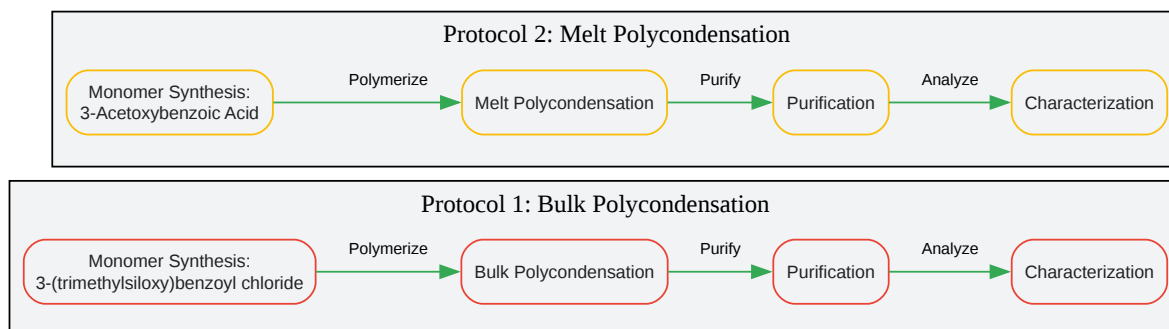 Protocol 2: Melt Polycondensation
Monomer Synthesis:
3-Acetoxybenzoic Acid
Polymerize
Melt Polycondensation
Purify
Purification
Analyze
Characterization
Protocol 1: Bulk Polycondensation
Monomer Synthesis:
3-(trimethylsiloxy)benzoyl chloride
Polymerize
Bulk Polycondensation
Purify
Purification
Analyze
Characterization